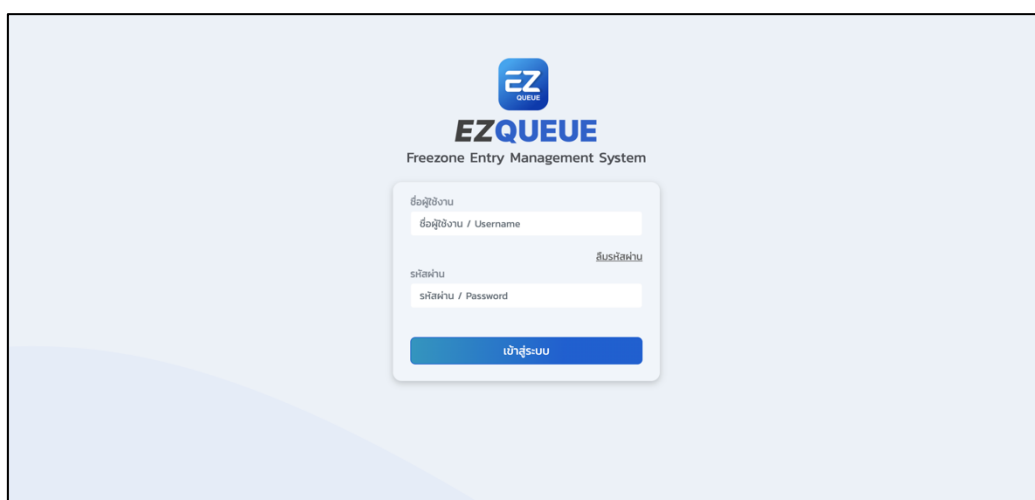 EZ
QUEUE
EZQUEUE
Freezone Entry Management System
ชื่อผู้ใช้งาน
ชื่อผู้ใช้งาน / Username
ลืมรหัสผ่าน
รหัสผ่าน
รหัสผ่าน / Password
เข้าสู่ระบบ